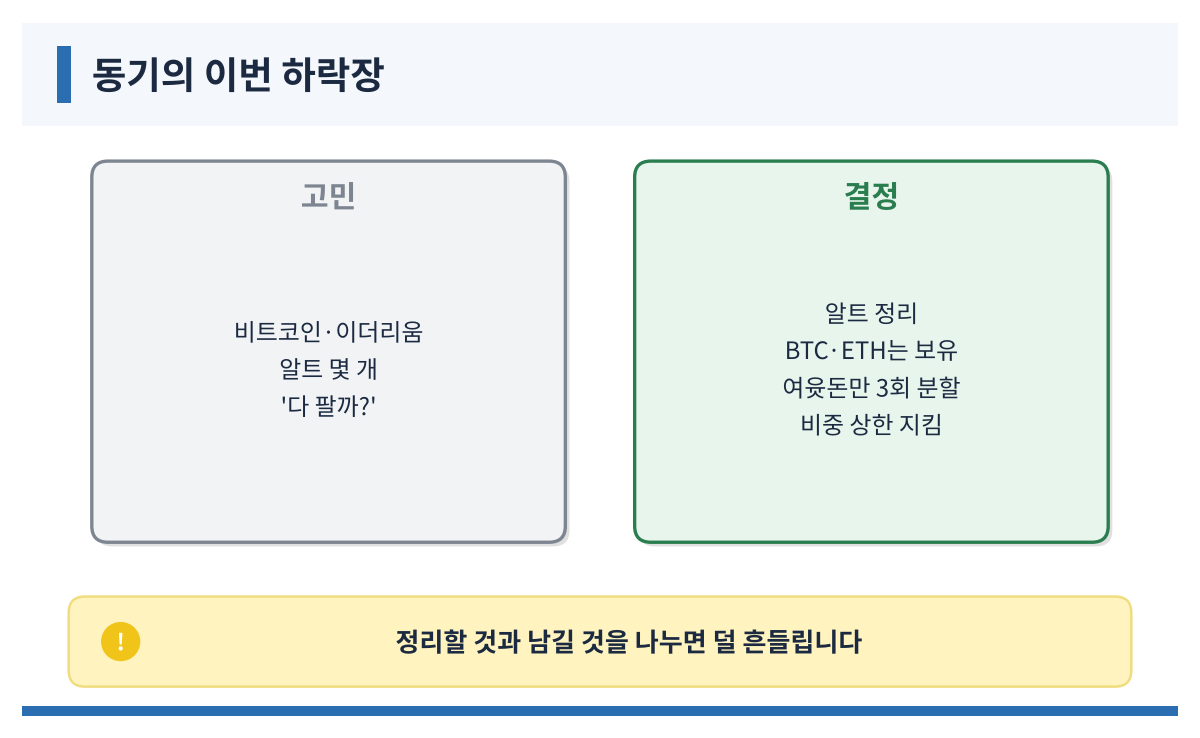 동기의 이번 하락장
고민
비트코인·이더리움
알트 몇 개
'다 팔까?'
결정
알트 정리
BTC·ETH는 보유
여윳돈만 3회 분할
비중 상한 지킴
!
정리할 것과 남길 것을 나누면 덜 흔들립니다